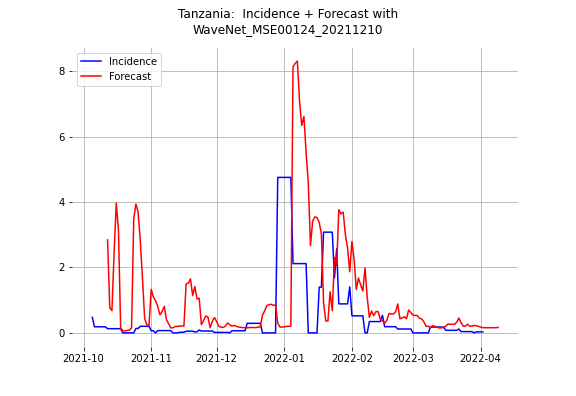 Tanzania:  Incidence + Forecast with
WaveNet_MSE00124_20211210
Incidence
Forecast
8
6
4
2
0
2021-10 2021-11 2021-12 2022-01 2022-02 2022-03 2022-04